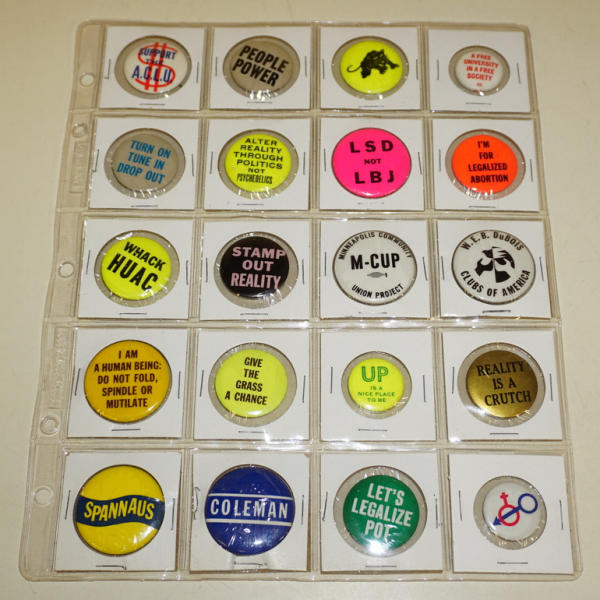 SUPPORT
THE
A.C.L.U.
PEOPLE
POWER
A FREE
UNIVERSITY
IN A FREE
SOCIETY
TURN ON
TUNE IN
DROP OUT
ALTER
REALITY
THROUGH
POLITICS
NOT
PSYCHEDELICS
LSD
NOT
LBJ
I'M
FOR
LEGALIZED
ABORTION
WHACK
HUAC
STAMP
OUT
REALITY
MINNEAPOLIS COMMUNITY
M-CUP
UNION PROJECT
W.E.B. DuBOIS
CLUBS OF AMERICA
I AM
A HUMAN BEING:
DO NOT FOLD,
SPINDLE OR
MUTILATE
GIVE
THE
GRASS
A CHANCE
UP
IS A
NICE PLACE
TO BE
REALITY
IS A
CRUTCH
SPANNAUS
COLEMAN
LET'S
LEGALIZE
POT